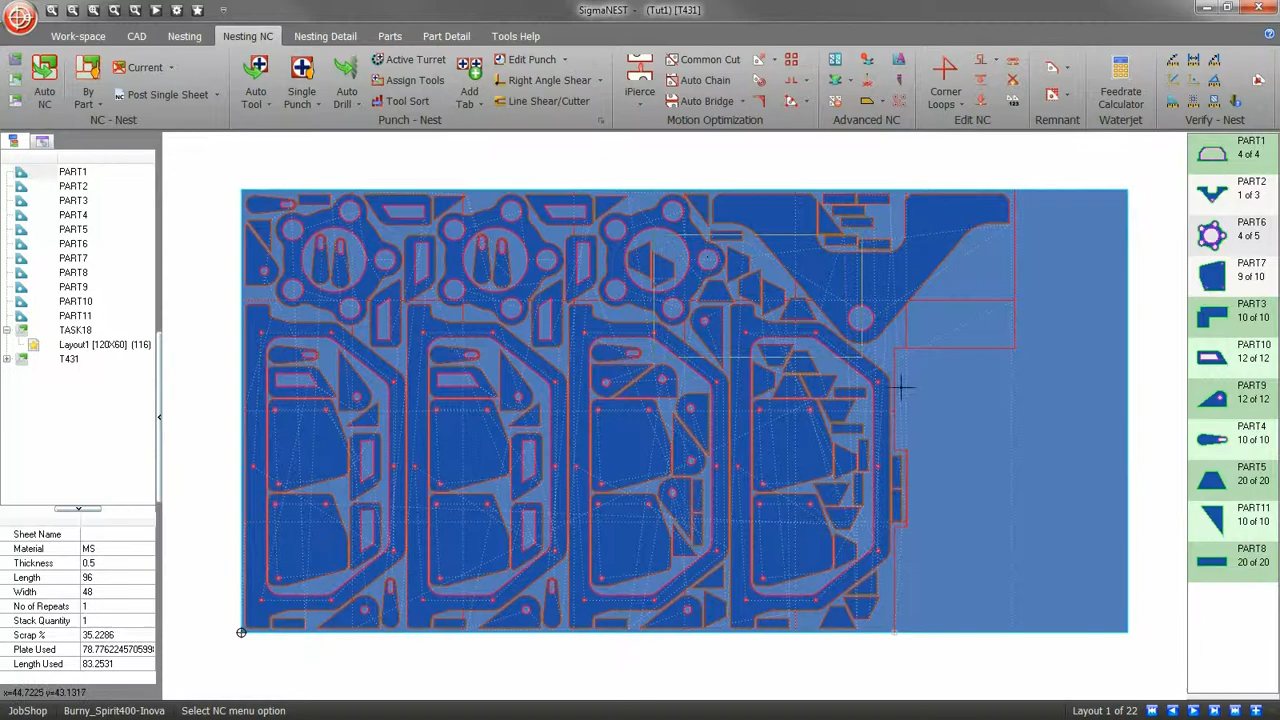 SigmaNEST - (Tut1) [T431]
Work-space CAD Nesting Nesting NC Nesting Detail Parts Part Detail Tools Help
Auto NC
By Part
Current
Post Single Sheet
NC - Nest
Auto Tool
Single Punch
Auto Drill
Active Turret
Assign Tools
Tool Sort
Add Tab
Edit Punch
Right Angle Shear
Line Shear/Cutter
Punch - Nest
iPierce
Common Cut
Auto Chain
Auto Bridge
Motion Optimization
Advanced NC
Corner Loops
Edit NC
Remnant
Feedrate Calculator
Waterjet
Verify - Nest
PART1
PART2
PART3
PART4
PART5
PART6
PART7
PART8
PART9
PART10
PART11
TASK18
Layout1 [120X60] (116)
T431
Sheet Name
Material MS
Thickness 0.5
Length 96
Width 48
No of Repeats 1
Stack Quantity 1
Scrap % 35.2286
Plate Used 78.7762245705998
Length Used 83.2531
x=44.7225 y=43.1317
PART1
4 of 4
PART2
1 of 3
PART6
4 of 5
PART7
9 of 10
PART3
10 of 10
PART10
12 of 12
PART9
12 of 12
PART4
10 of 10
PART5
20 of 20
PART11
10 of 10
PART8
20 of 20
JobShop Burny_Spirit400-Inova Select NC menu option Layout 1 of 22